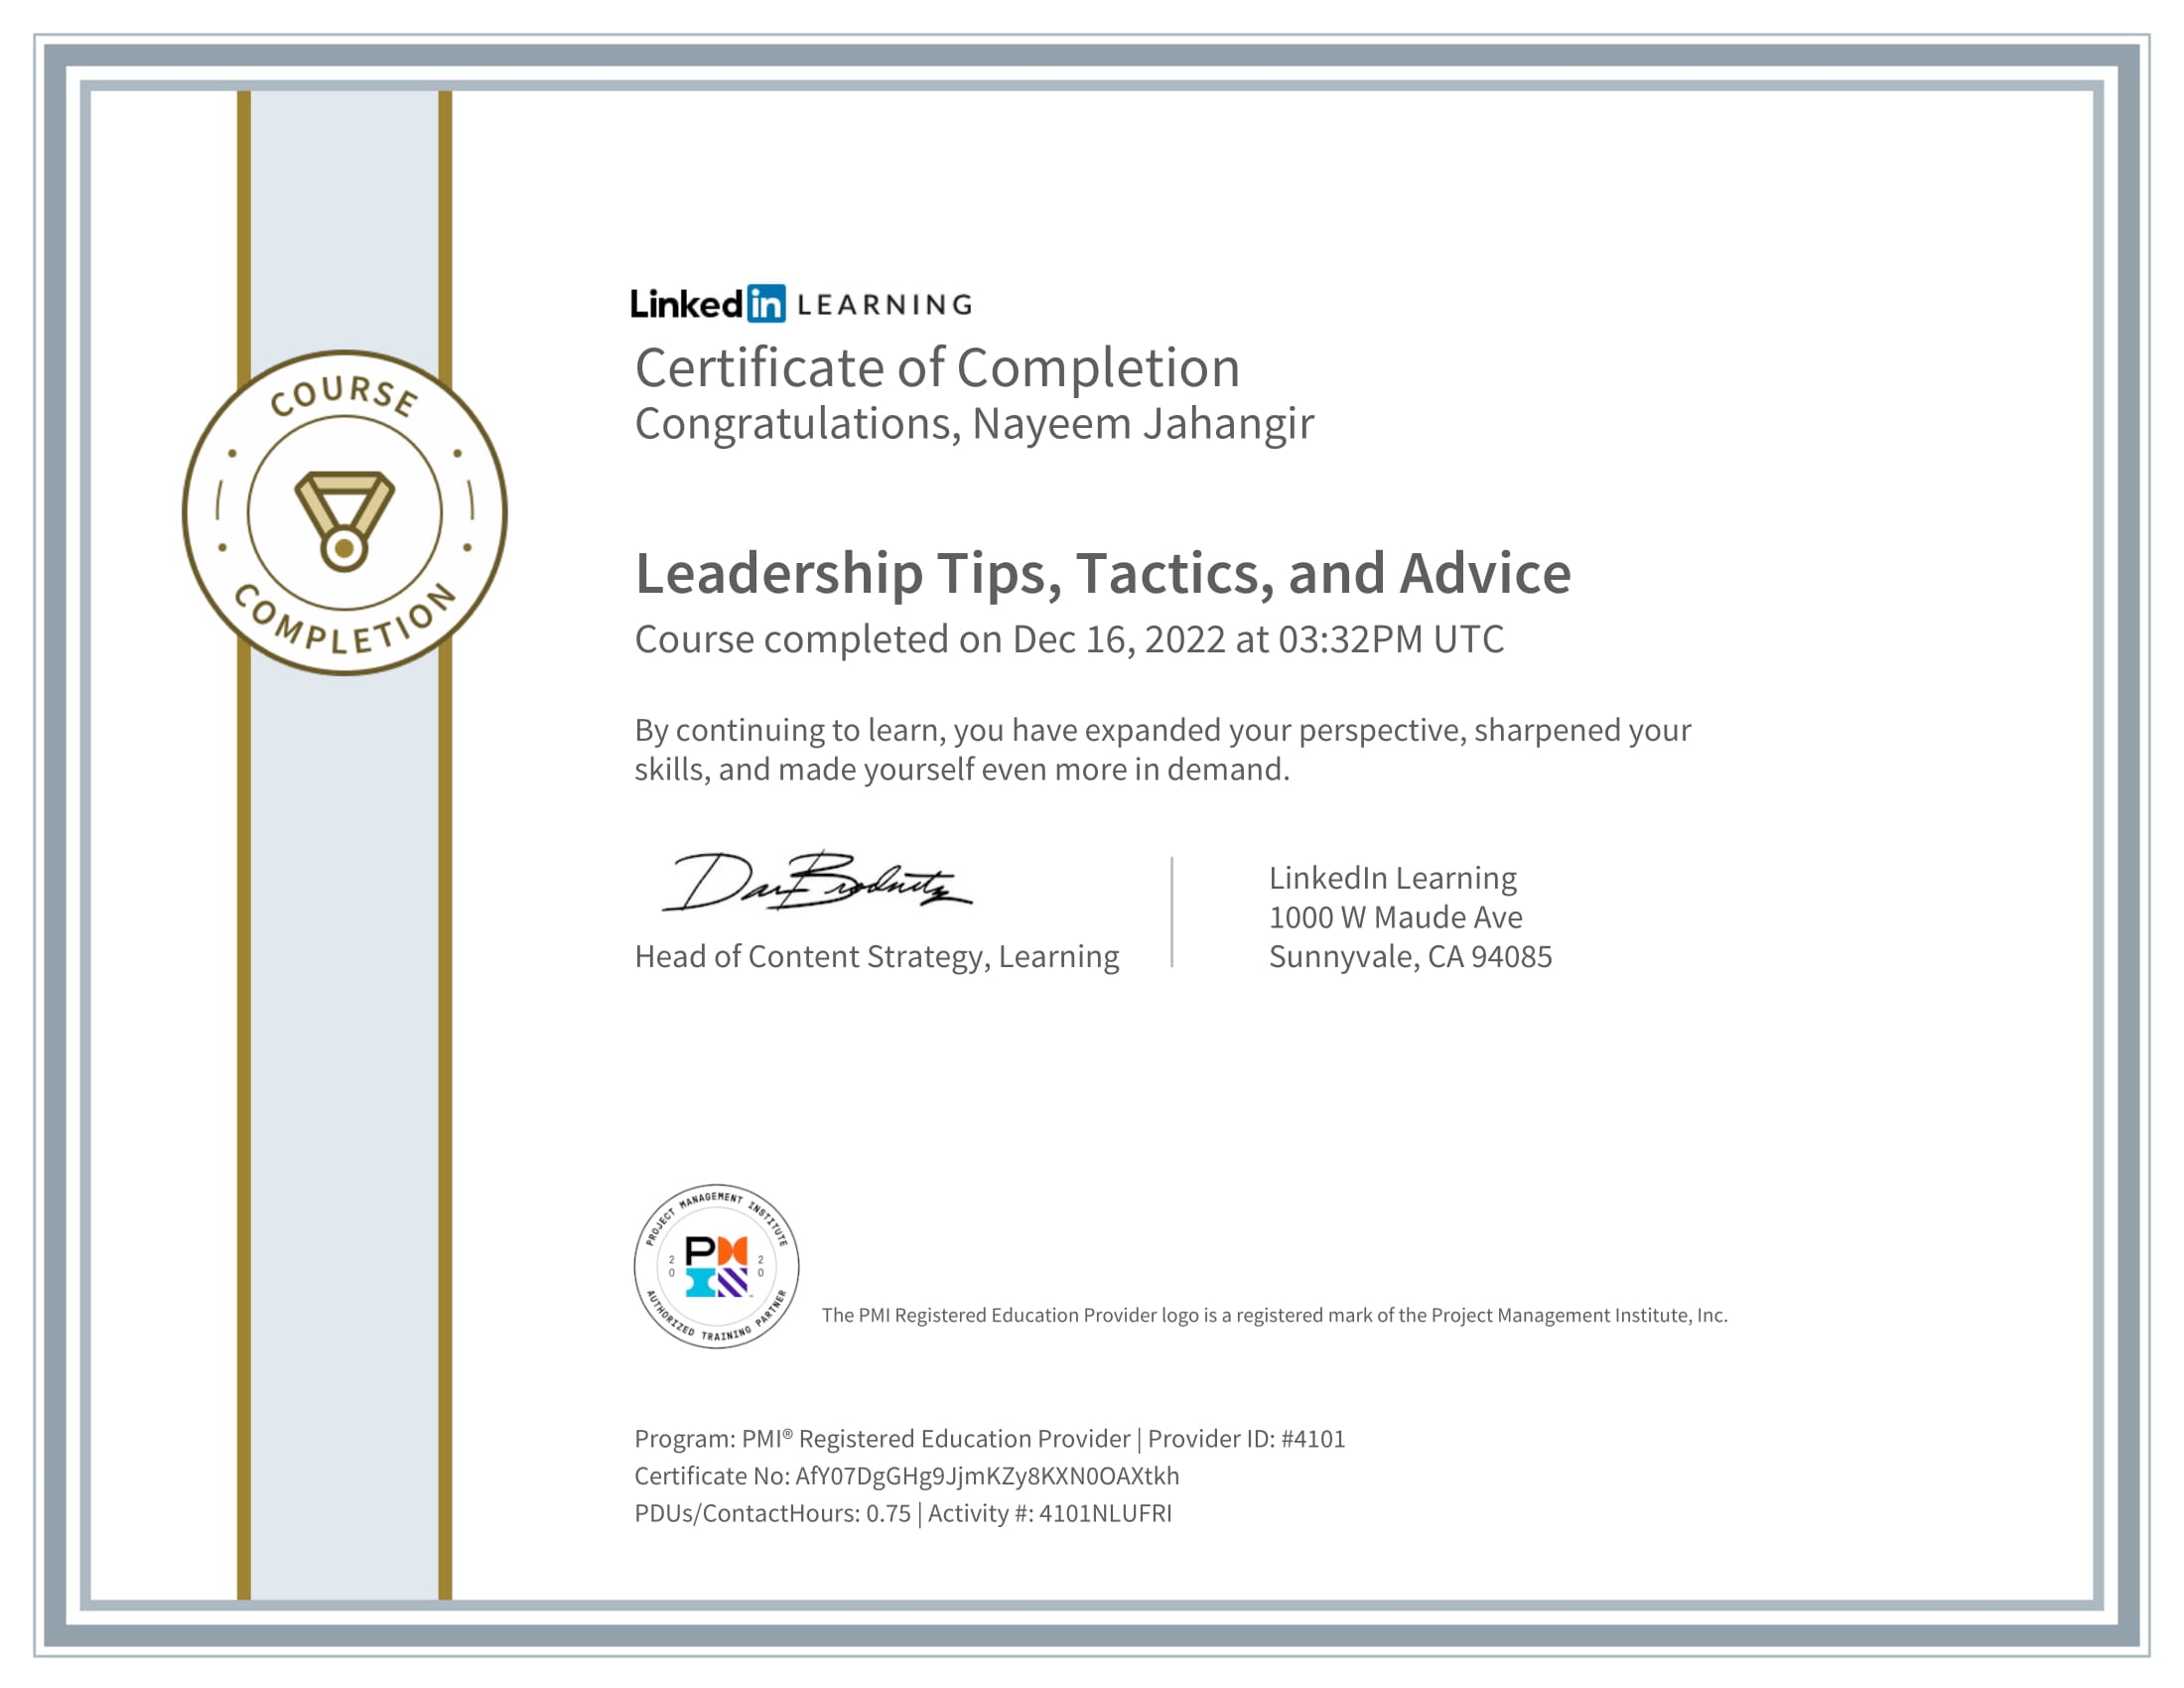 Linked in LEARNING
Certificate of Completion
Congratulations, Nayeem Jahangir
COURSE
COMPLETION
Leadership Tips, Tactics, and Advice
Course completed on Dec 16, 2022 at 03:32PM UTC
By continuing to learn, you have expanded your perspective, sharpened your
skills, and made yourself even more in demand.
Dan Brodnitz
Head of Content Strategy, Learning
LinkedIn Learning
1000 W Maude Ave
Sunnyvale, CA 94085
PROJECT MANAGEMENT INSTITUTE
20 20
PMI
AUTHORIZED TRAINING PARTNER
The PMI Registered Education Provider logo is a registered mark of the Project Management Institute, Inc.
Program: PMI® Registered Education Provider | Provider ID: #4101
Certificate No: AfY07DgGHg9JjmKZy8KXN0OAXtkh
PDUs/ContactHours: 0.75 | Activity #: 4101NLUFRI